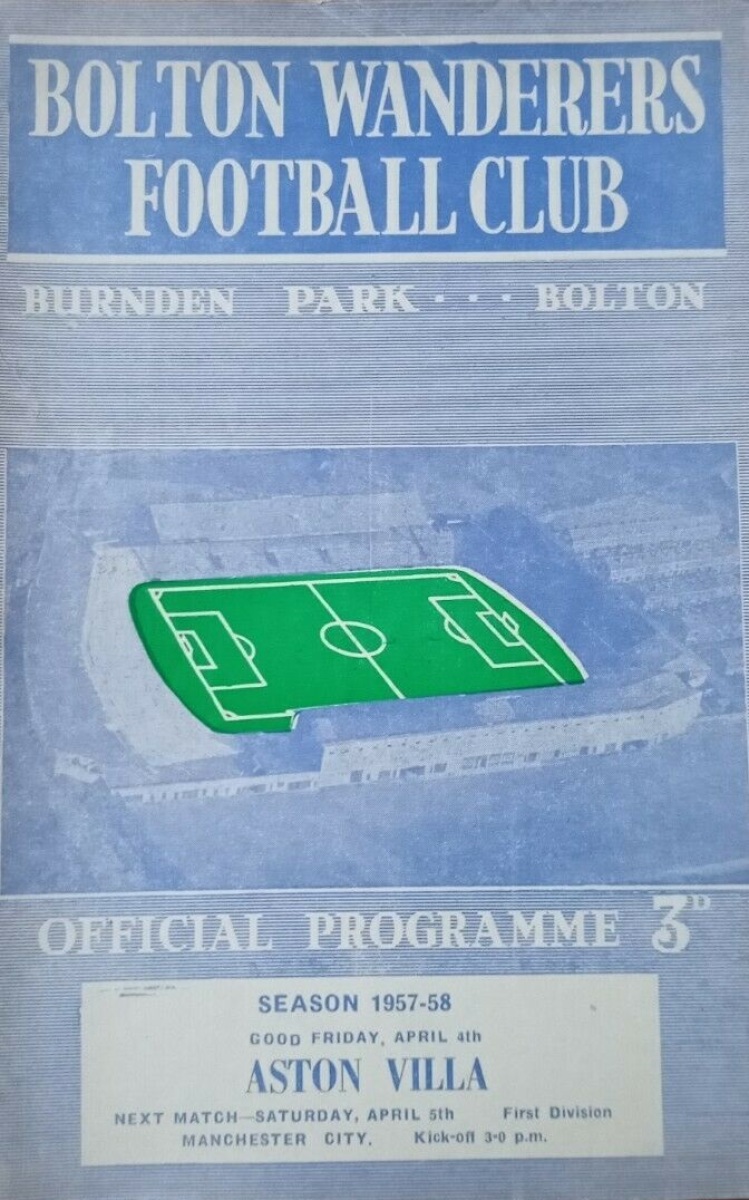 BOLTON WANDERERS
FOOTBALL CLUB
BURNDEN PARK . . . BOLTON
OFFICIAL PROGRAMME 3D
SEASON 1957-58
GOOD FRIDAY, APRIL 4th
ASTON VILLA
NEXT MATCH—SATURDAY, APRIL 5th First Division
MANCHESTER CITY. Kick-off 3-0 p.m.